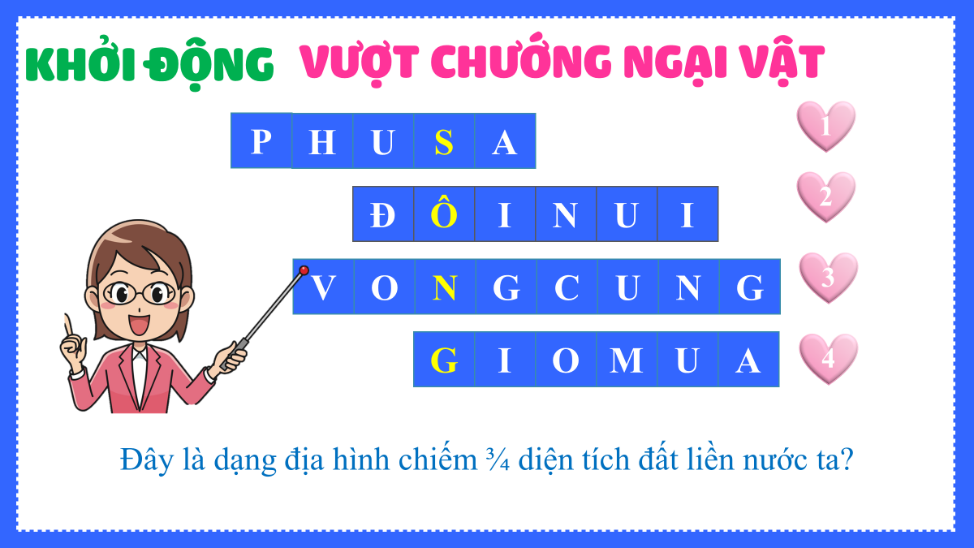 KHỞI ĐỘNG VƯỢT CHƯỚNG NGẠI VẬT
P H U S A 1
Đ Ô I N U I 2
V O N G C U N G 3
G I O M U A 4
Đây là dạng địa hình chiếm ¾ diện tích đất liền nước ta?